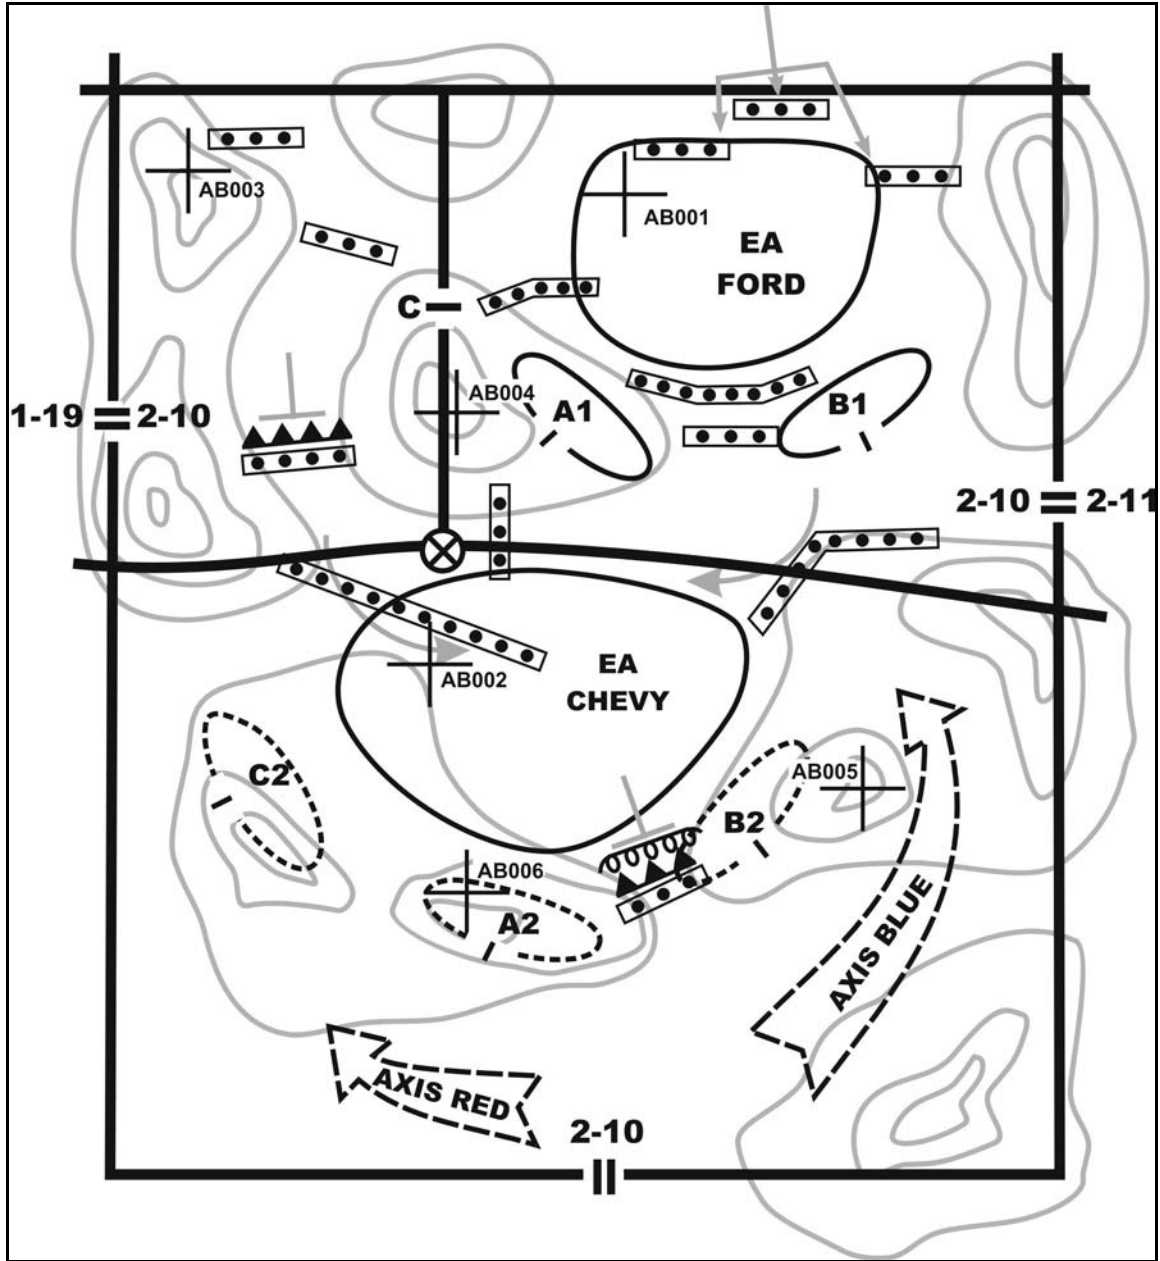 AB003
AB001
EA
FORD
C
AB004
A1
B1
1-19
2-10
2-10
2-11
EA
CHEVY
AB002
C2
AB005
B2
AB006
A2
AXIS BLUE
AXIS RED
2-10